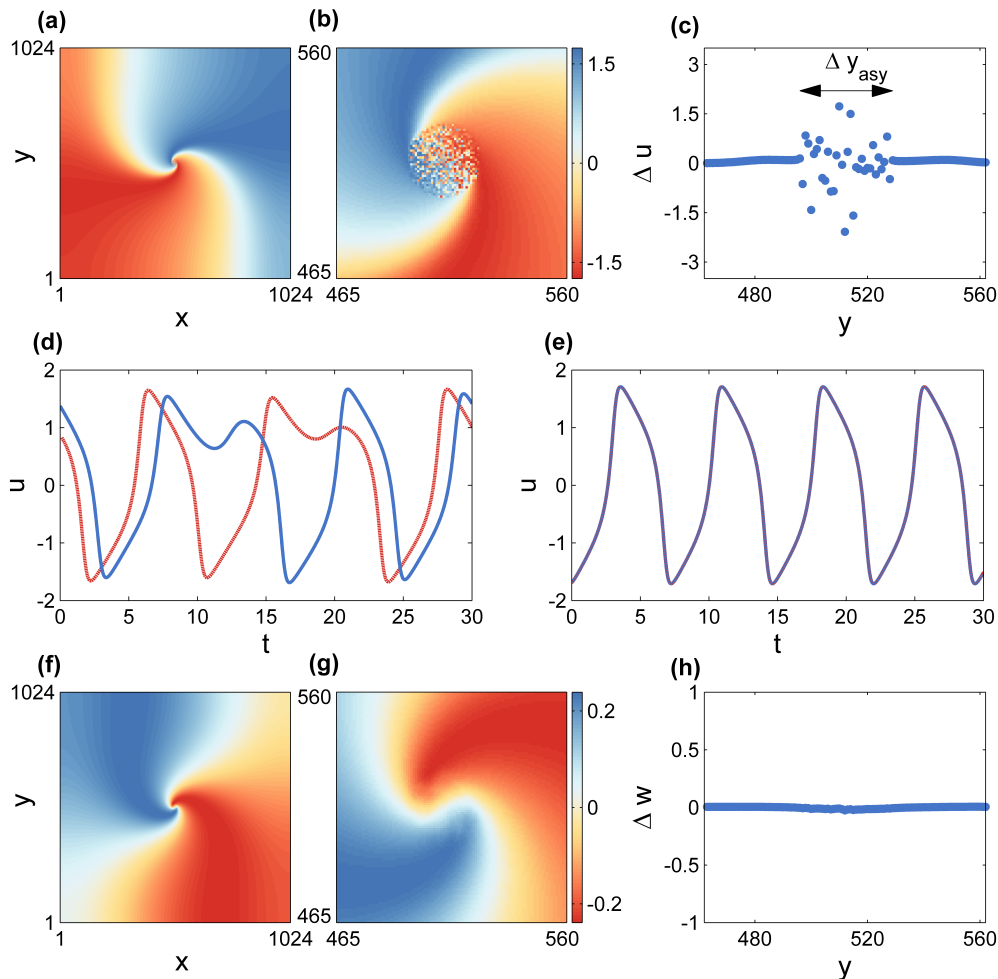 (a)
1024
y
1
1
1024
x
(b)
560
465
465
560
1.5
0
-1.5
(c)
3
1.5
0
-1.5
-3
Δ u
Δ y_asy
480
520
560
y
(d)
2
1
0
-1
-2
u
0
5
10
15
20
25
30
t
(e)
2
1
0
-1
-2
u
0
5
10
15
20
25
30
t
(f)
1024
y
1
1
1024
x
(g)
560
465
465
560
0.2
0
-0.2
(h)
1
0.5
0
-0.5
-1
Δ w
480
520
560
y